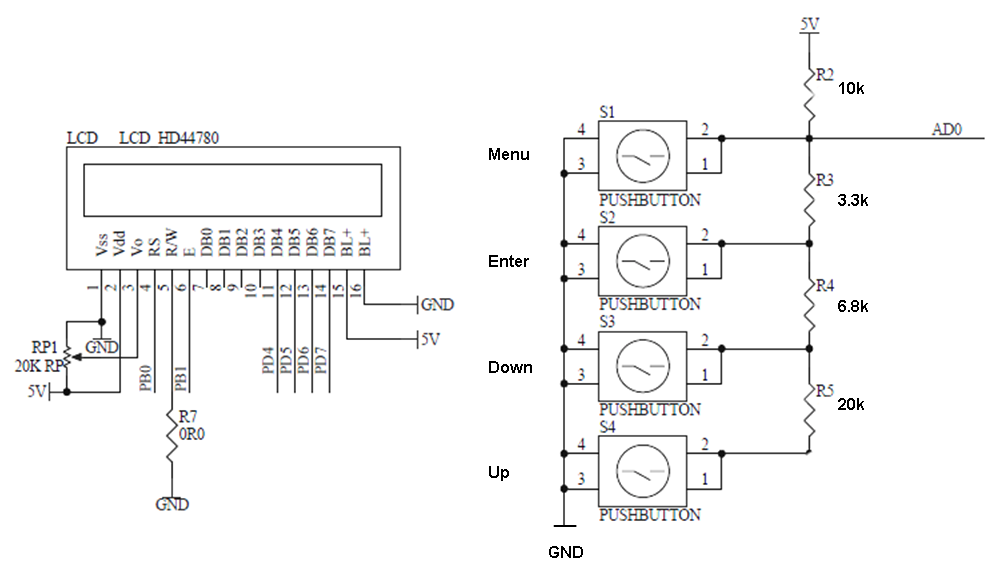 LCD LCD HD44780
Vss
Vdd
Vo
RS
R/W
E
DB0
DB1
DB2
DB3
DB4
DB5
DB6
DB7
BL+
BL+
1
2
3
4
5
6
7
8
9
10
11
12
13
14
15
16
GND
5V
GND
RP1
20K RP
5V
PB0
PB1
PD4
PD5
PD6
PD7
R7
0R0
GND
5V
R2
10k
AD0
S1
4
3
2
1
Menu
PUSHBUTTON
R3
3.3k
S2
4
3
2
1
Enter
PUSHBUTTON
R4
6.8k
S3
4
3
2
1
Down
PUSHBUTTON
R5
20k
S4
4
3
2
1
Up
PUSHBUTTON
GND